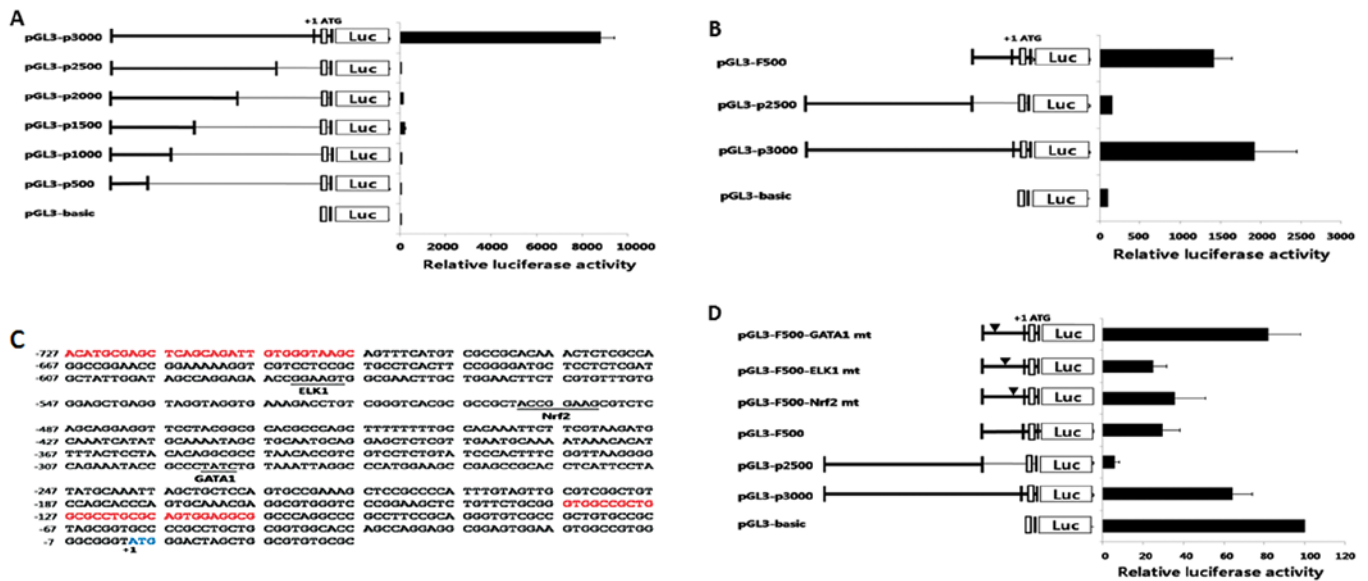 A
+1 ATG
pGL3-p3000 Luc
pGL3-p2500 Luc
pGL3-p2000 Luc
pGL3-p1500 Luc
pGL3-p1000 Luc
pGL3-p500 Luc
pGL3-basic Luc
0 2000 4000 6000 8000 10000
Relative luciferase activity
B
+1 ATG
pGL3-F500 Luc
pGL3-p2500 Luc
pGL3-p3000 Luc
pGL3-basic Luc
0 500 1000 1500 2000 2500 3000
Relative luciferase activity
C
-727 ACATGCGAGC TCAGCAGATT GTGGGTAAGC AGTTTCATGT CGCCGCACAA ACTCTCGCCA
-667 GGCCGGAACC GGAAAAAGGT CGTCCTCCGC TGCCTCACTT CCGGGGATGC TCCTCTCGAT
-607 GCTATTGGAT AGCCAGGAGA ACCGGAAGTG GCGAACTTGC TGGAACTTCT CGTGTTTGTG
ELK1
-547 GGAGCTGAGG TAGGTAGGTG AAAGACCTGT CGGGTCACGC CGCGCTACCG GAAGCGTCTC
Nrf2
-487 AGCAGGAGGT TCCTACGGCG CACGCCCAGC TTTTTTTTGC CACAAATTCT TCGTAAGATG
-427 CAAATCATAT GCAAAATAGC TGCAATGCAG GAGCTCTCGT TGAATGCAAA ATAAACACAT
-367 TTTACTCCTA CACAGGCGCC TAACACCGTC GCGTCCTCTG GTATCCCACT TTCGGTTAAGGGG
-307 CAGAAATACC GCCCTATCTG TAAATTAGGC CCATGGAAGC CGAGCCGCAC CTCATTCCTA
GATA1
-247 TATGCAAATT AGCTGCTCCA GTGCCGAAAG CTCCGCCCCA TTTGTAGTTG CGTCGGCTGT
-187 CCAGCACCCA GTGCAAACGA GGCGTGGGTC CCGGAAGCTC TGTTCTGCGG GTGGCCGCTG
-127 GCGCCTGCGC AGTGGAGGCG GCCCAGGCCC GCCTTCCGCA GGGTGTCGCC GCTGTGCCGC
-67 TAGCGGTGCC CCGCCTGCTG CGGTGGCACC AGCCAGGAGG CGGAGTGGAA GTGGCCGTGG
-7 GGCGGGTATG GGACTAGCTG GCGTGTGCGC
+1
D
+1 ATG
pGL3-F500-GATA1 mt Luc
pGL3-F500-ELK1 mt Luc
pGL3-F500-Nrf2 mt Luc
pGL3-F500 Luc
pGL3-p2500 Luc
pGL3-p3000 Luc
pGL3-basic Luc
0 20 40 60 80 100 120
Relative luciferase activity